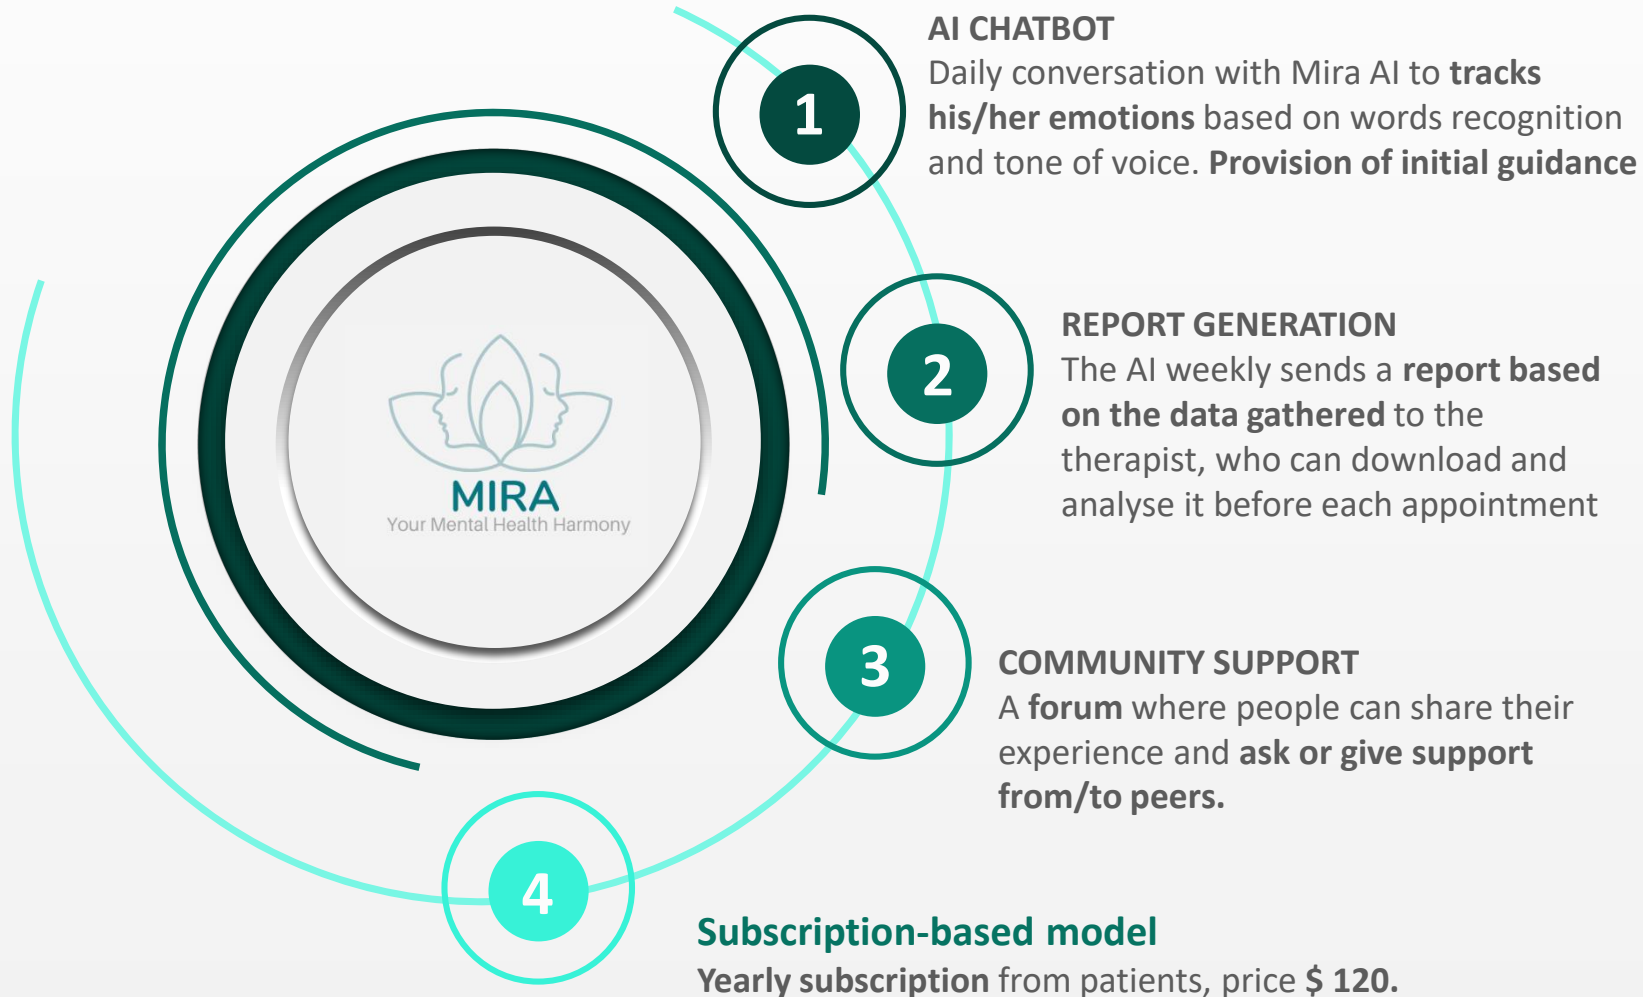 1
AI CHATBOT
Daily conversation with Mira AI to tracks
his/her emotions based on words recognition
and tone of voice. Provision of initial guidance
2
REPORT GENERATION
The AI weekly sends a report based
on the data gathered to the
therapist, who can download and
analyse it before each appointment
MIRA
Your Mental Health Harmony
3
COMMUNITY SUPPORT
A forum where people can share their
experience and ask or give support
from/to peers.
4
Subscription-based model
Yearly subscription from patients, price $ 120.